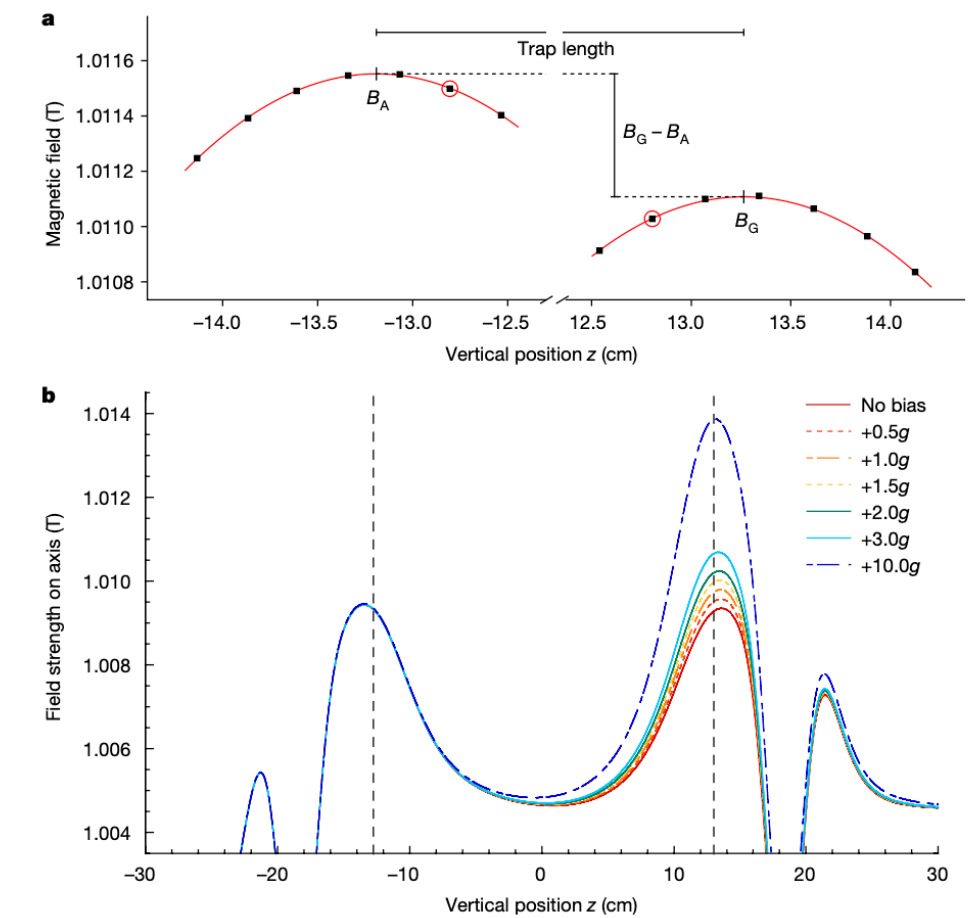 a
Trap length
1.0116
1.0114
1.0112
1.0110
1.0108
Magnetic field (T)
B_A
B_G – B_A
B_G
–14.0 –13.5 –13.0 –12.5 12.5 13.0 13.5 14.0
Vertical position z (cm)
b
1.014
1.012
1.010
1.008
1.006
1.004
Field strength on axis (T)
No bias
+0.5g
+1.0g
+1.5g
+2.0g
+3.0g
+10.0g
–30 –20 –10 0 10 20 30
Vertical position z (cm)